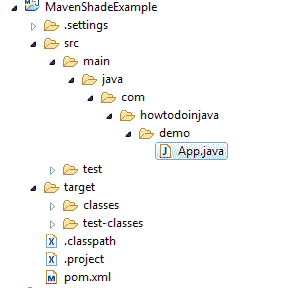 MavenShadeExample
.settings
src
main
java
com
howtodoinjava
demo
App.java
test
target
classes
test-classes
.classpath
.project
pom.xml